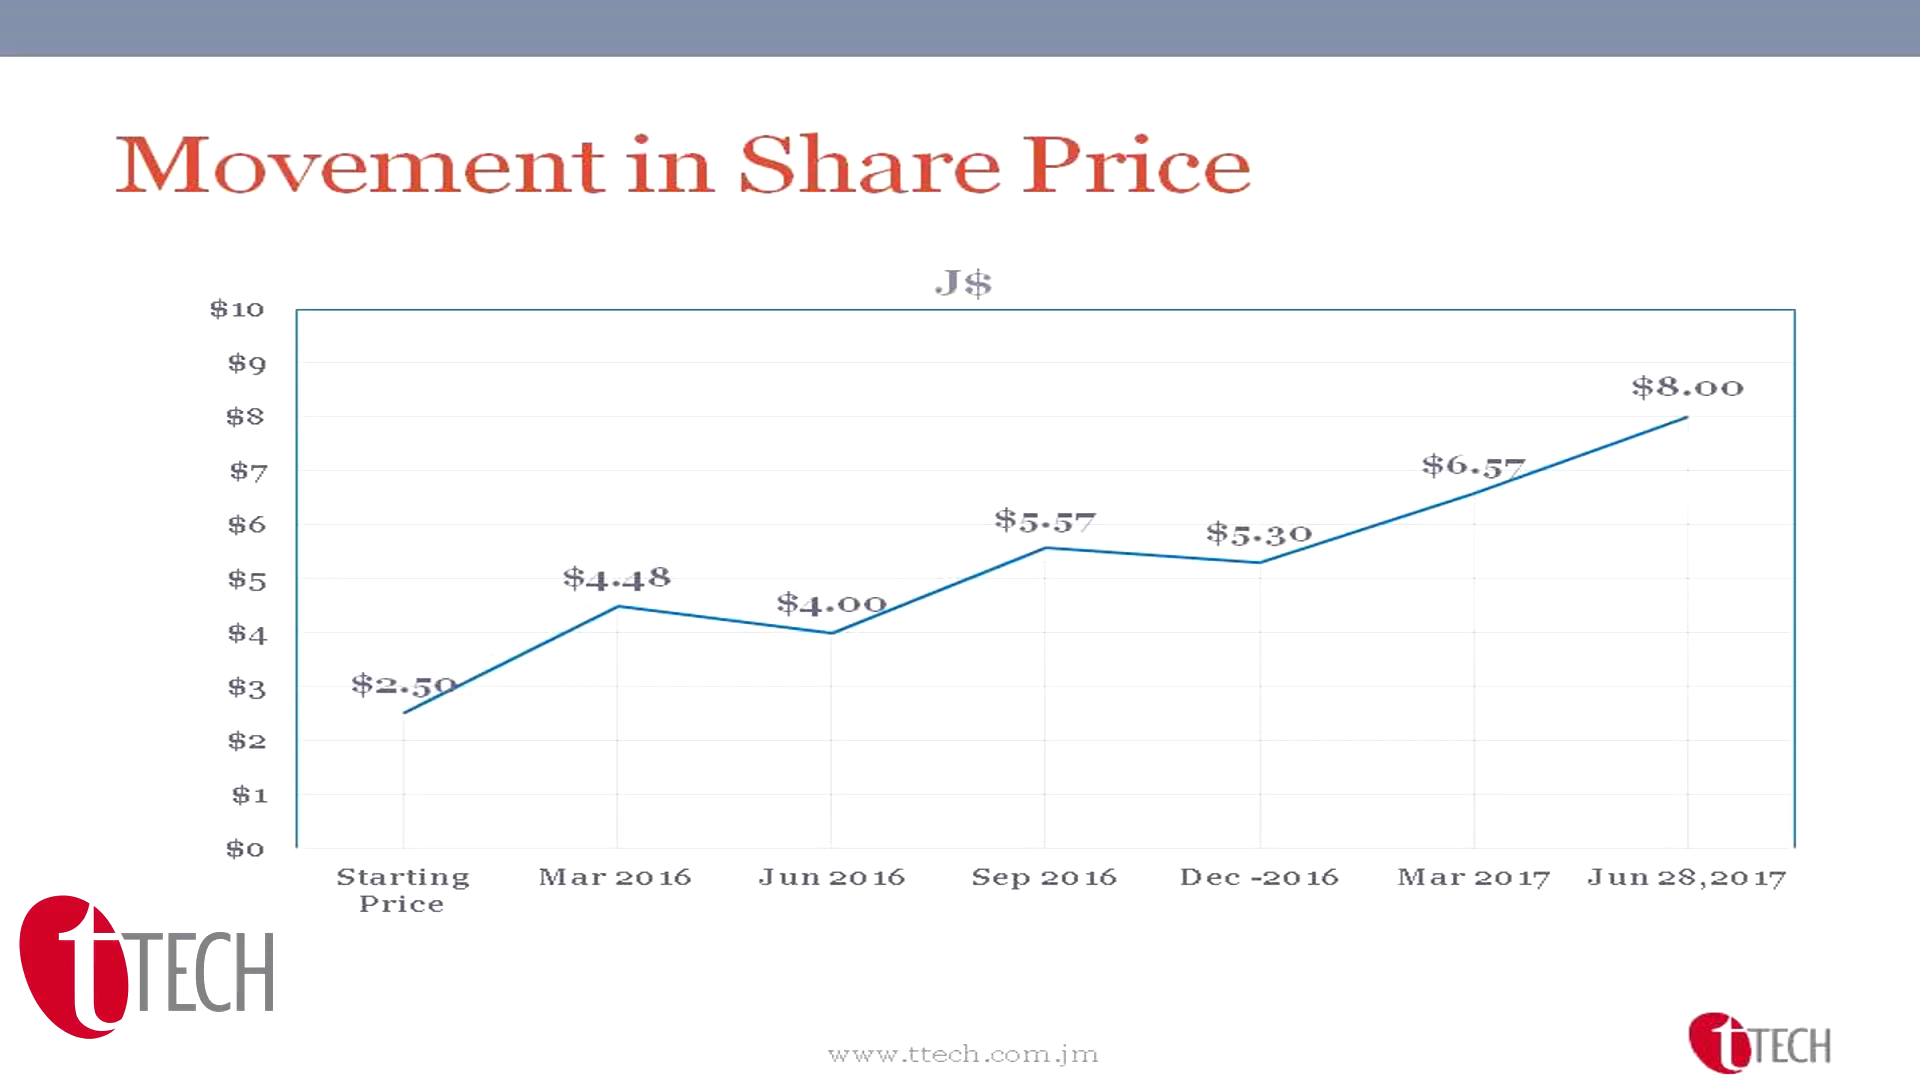 Movement in Share Price
J$
$10
$9
$8
$7
$6
$5
$4
$3
$2
$1
$0
$2.50
$4.48
$4.00
$5.57
$5.30
$6.57
$8.00
Starting Price
Mar 2016
Jun 2016
Sep 2016
Dec -2016
Mar 2017
Jun 28,2017
tTECH
www.ttech.com.jm
tTECH